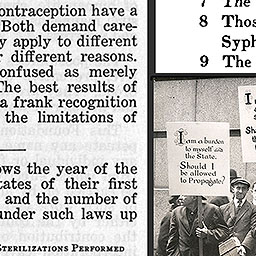 ontraception have a
Both demand care-
y apply to different
r different reasons.
onfused as merely
The best results of
a frank recognition
the limitations of
ows the year of the
tates of their first
and the number of
under such laws up
STERILIZATIONS PERFORMED
7 The
8 Thos
Syph
9 The
I am a burden
to myself and
the State.
Should I
be allowed
to Propagate?
I